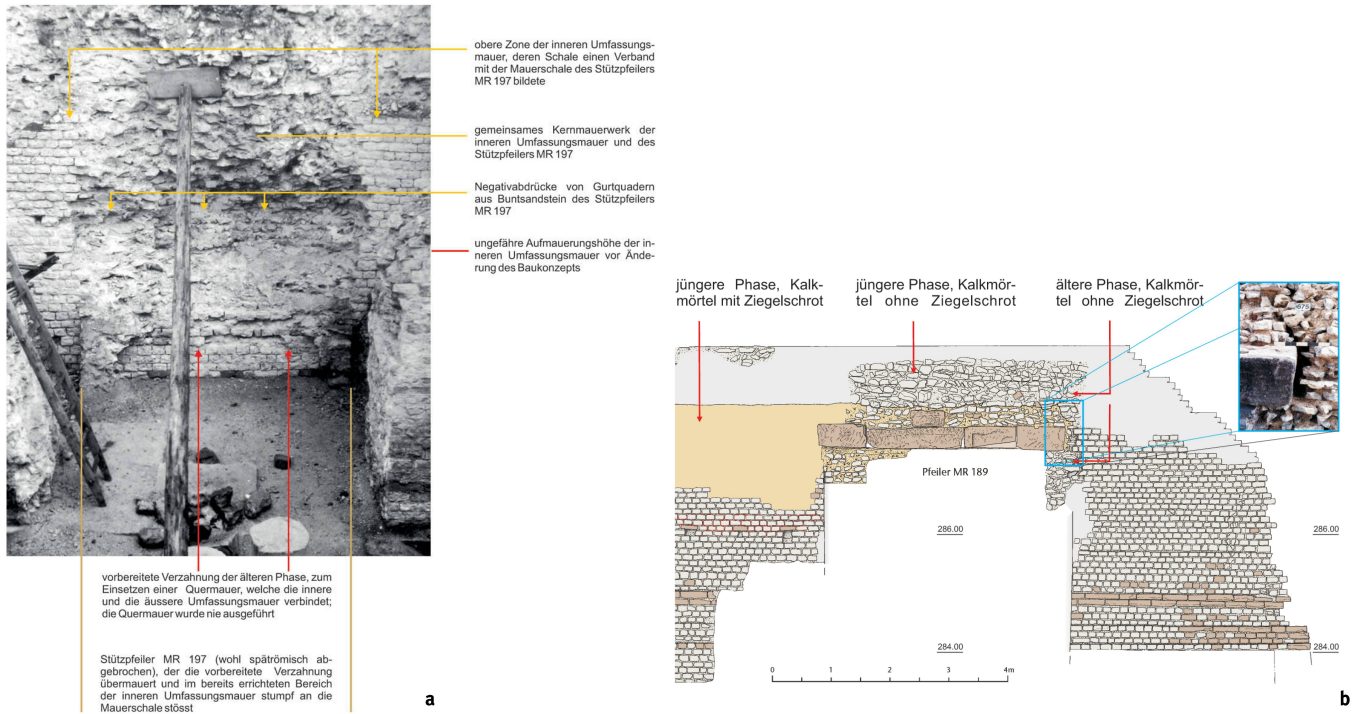 obere Zone der inneren Umfassungs-
mauer, deren Schale einen Verband
mit der Mauerschale des Stützpfeilers
MR 197 bildete
gemeinsames Kernmauerwerk der
inneren Umfassungsmauer und des
Stützpfeilers MR 197
Negativabdrücke von Gurtquadern
aus Buntsandstein des Stützpfeilers
MR 197
ungefähre Aufmauerungshöhe der in-
neren Umfassungsmauer vor Ände-
rung des Baukonzepts
vorbereitete Verzahnung der älteren Phase, zum
Einsetzen einer Quermauer, welche die innere
und die äussere Umfassungsmauer verbindet;
die Quermauer wurde nie ausgeführt
Stützpfeiler MR 197 (wohl spätrömisch ab-
gebrochen), der die vorbereitete Verzahnung
übermauert und im bereits errichteten Bereich
der inneren Umfassungsmauer stumpf an die
Mauerschale stösst
a
jüngere Phase, Kalk-
mörtel mit Ziegelschrot
jüngere Phase, Kalkmör-
tel ohne Ziegelschrot
ältere Phase, Kalkmör-
tel ohne Ziegelschrot
675
Pfeiler MR 189
286.00
286.00
284.00
284.00
0 1 2 3 4m
b